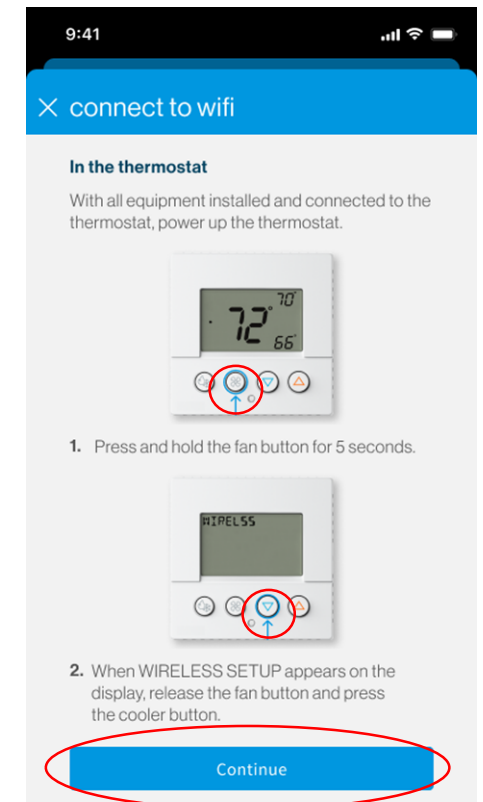 9:41
connect to wifi
In the thermostat
With all equipment installed and connected to the
thermostat, power up the thermostat.
70°
72°
66°
1. Press and hold the fan button for 5 seconds.
WIRELSS
2. When WIRELESS SETUP appears on the
display, release the fan button and press
the cooler button.
Continue